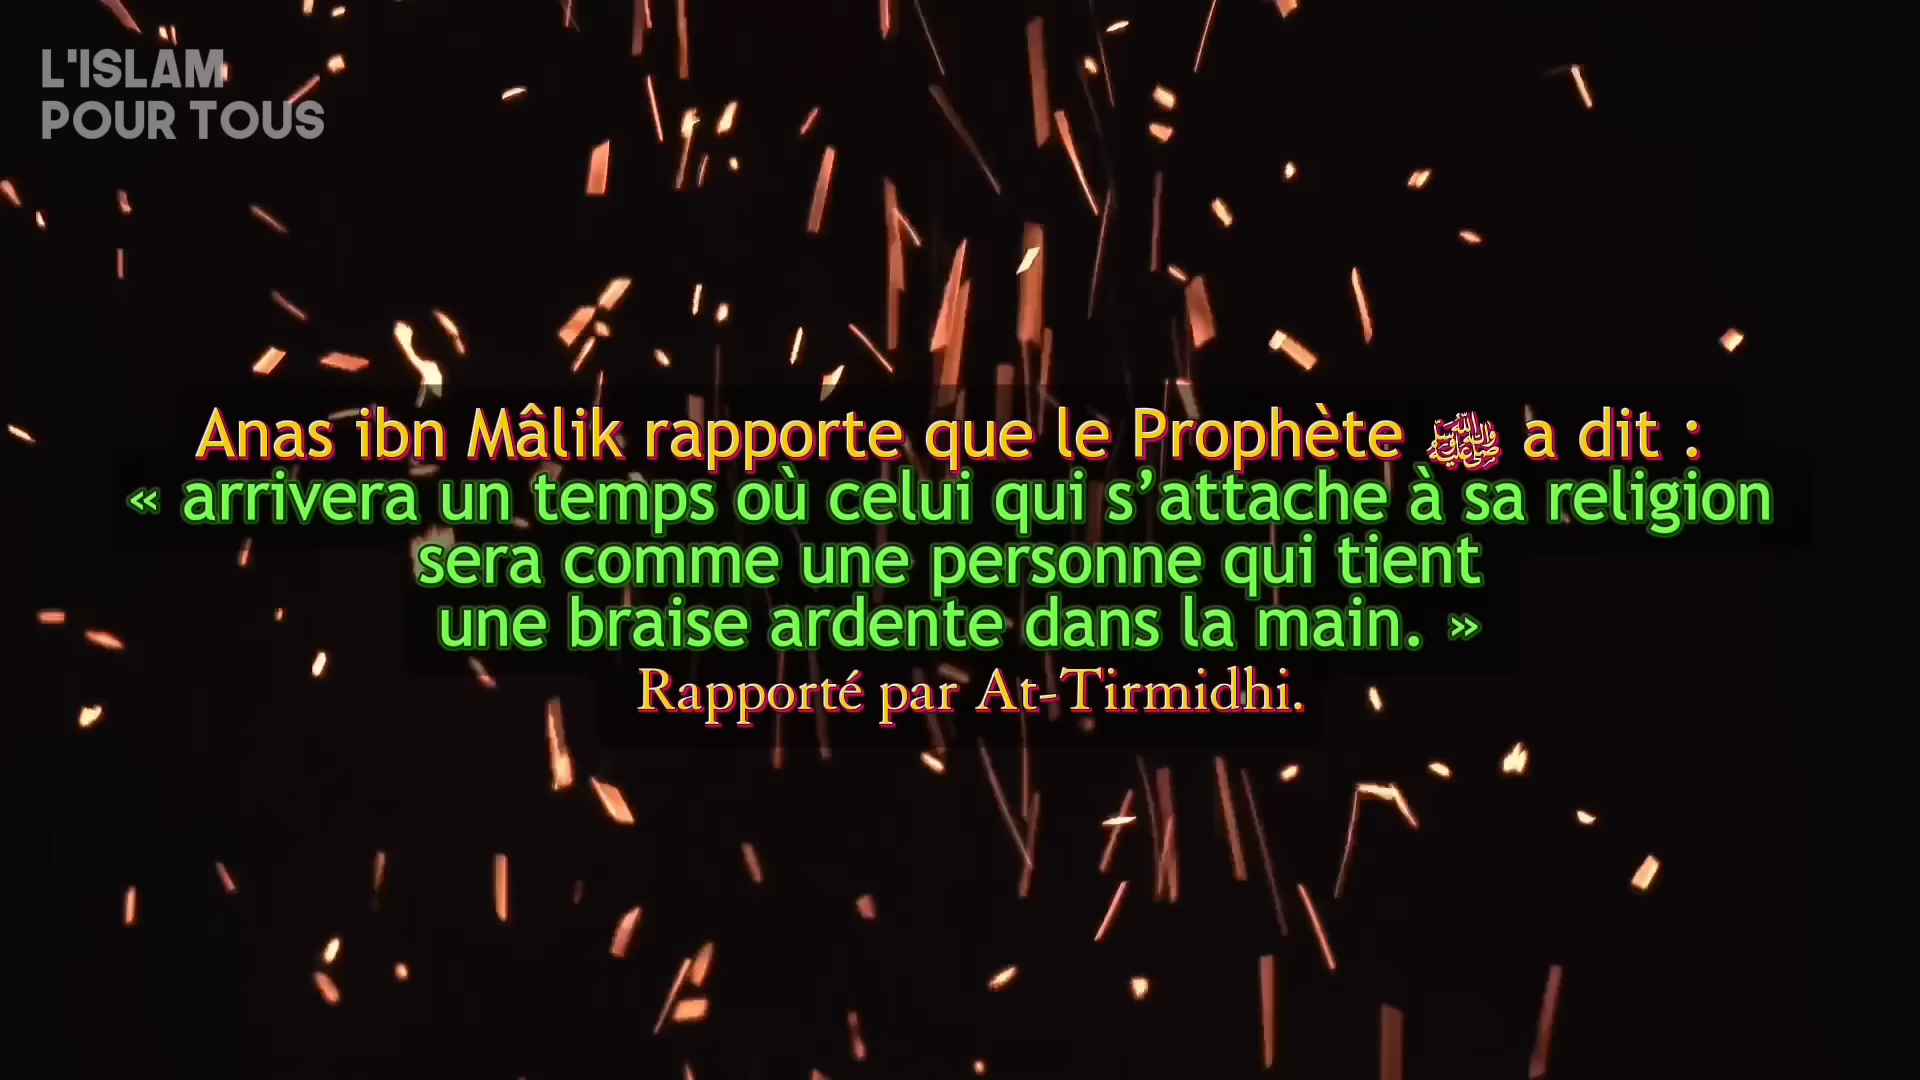 L'ISLAM
POUR TOUS
Anas ibn Mâlik rapporte que le Prophète ﷺ a dit :
« arrivera un temps où celui qui s’attache à sa religion
sera comme une personne qui tient
une braise ardente dans la main. »
Rapporté par At-Tirmidhi.